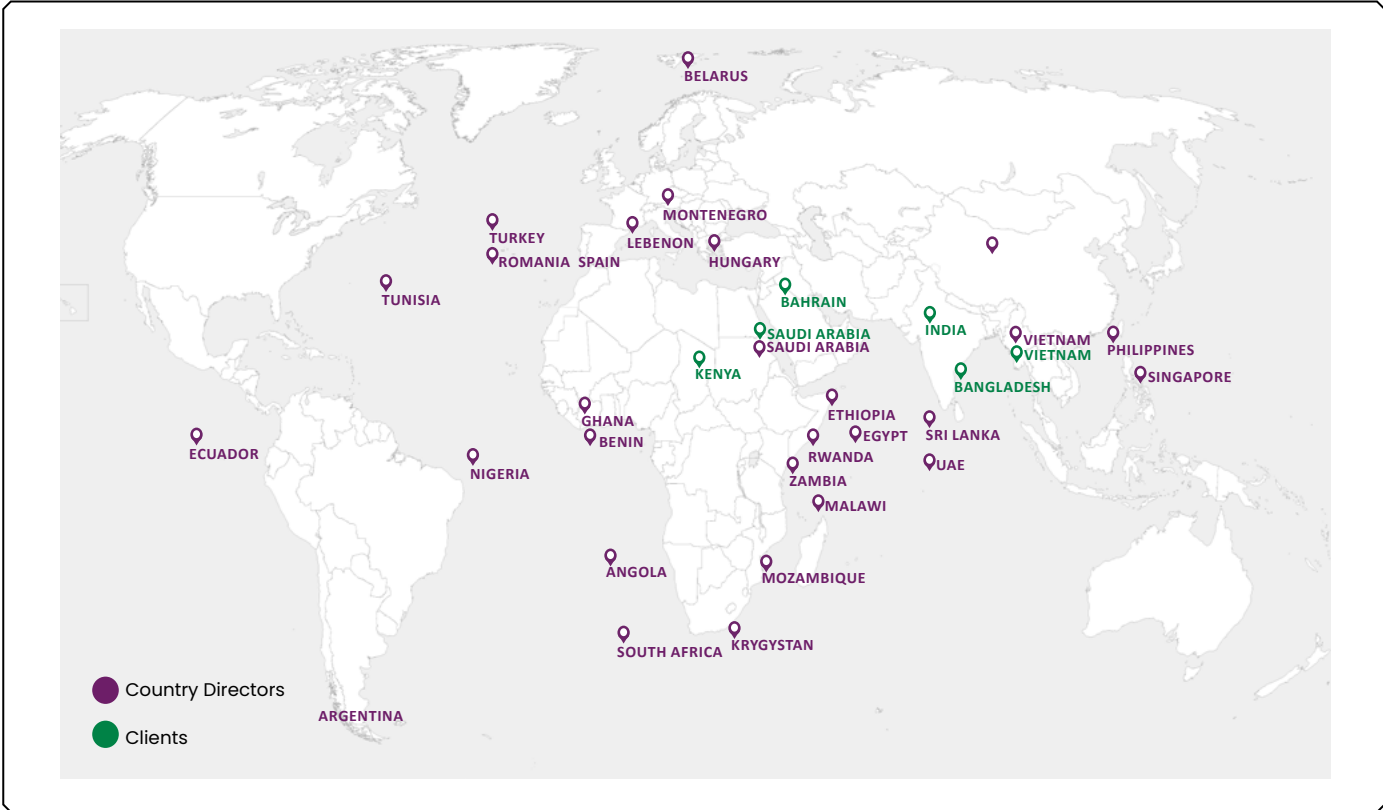 BELARUS
MONTENEGRO
TURKEY
LEBENON
HUNGARY
ROMANIA SPAIN
TUNISIA
BAHRAIN
INDIA
SAUDI ARABIA
SAUDI ARABIA
VIETNAM
VIETNAM
PHILIPPINES
KENYA
SINGAPORE
BANGLADESH
ETHIOPIA
GHANA
BENIN
EGYPT
SRI LANKA
ECUADOR
RWANDA
UAE
NIGERIA
ZAMBIA
MALAWI
ANGOLA
MOZAMBIQUE
SOUTH AFRICA
KRYGYSTAN
Country Directors
ARGENTINA
Clients